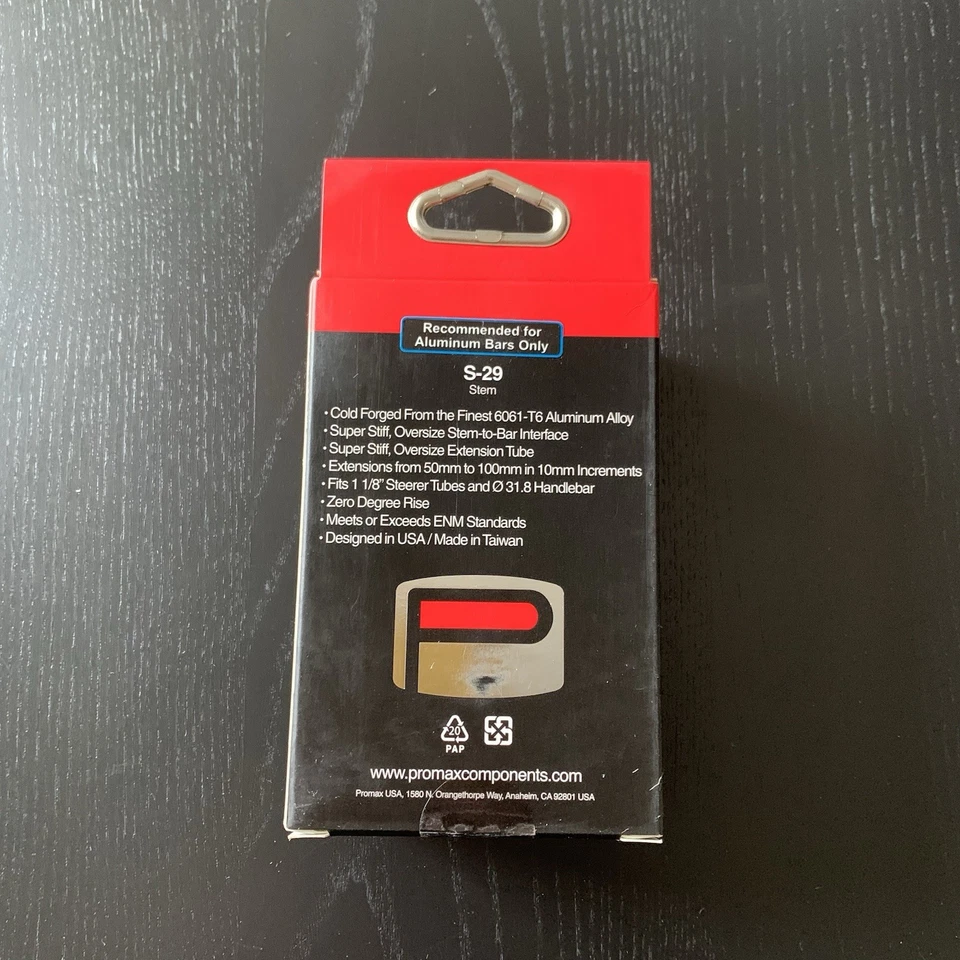 Recommended for
Aluminum Bars Only
S-29
Stem
• Cold Forged From the Finest 6061-T6 Aluminum Alloy
• Super Stiff, Oversize Stem-to-Bar Interface
• Super Stiff, Oversize Extension Tube
• Extensions from 50mm to 100mm in 10mm Increments
• Fits 1 1/8” Steerer Tubes and Ø 31.8 Handlebar
• Zero Degree Rise
• Meets or Exceeds ENM Standards
• Designed in USA / Made in Taiwan
P
20
PAP
www.promaxcomponents.com
Promax USA, 1580 N. Orangethorpe Way, Anaheim, CA 92801 USA